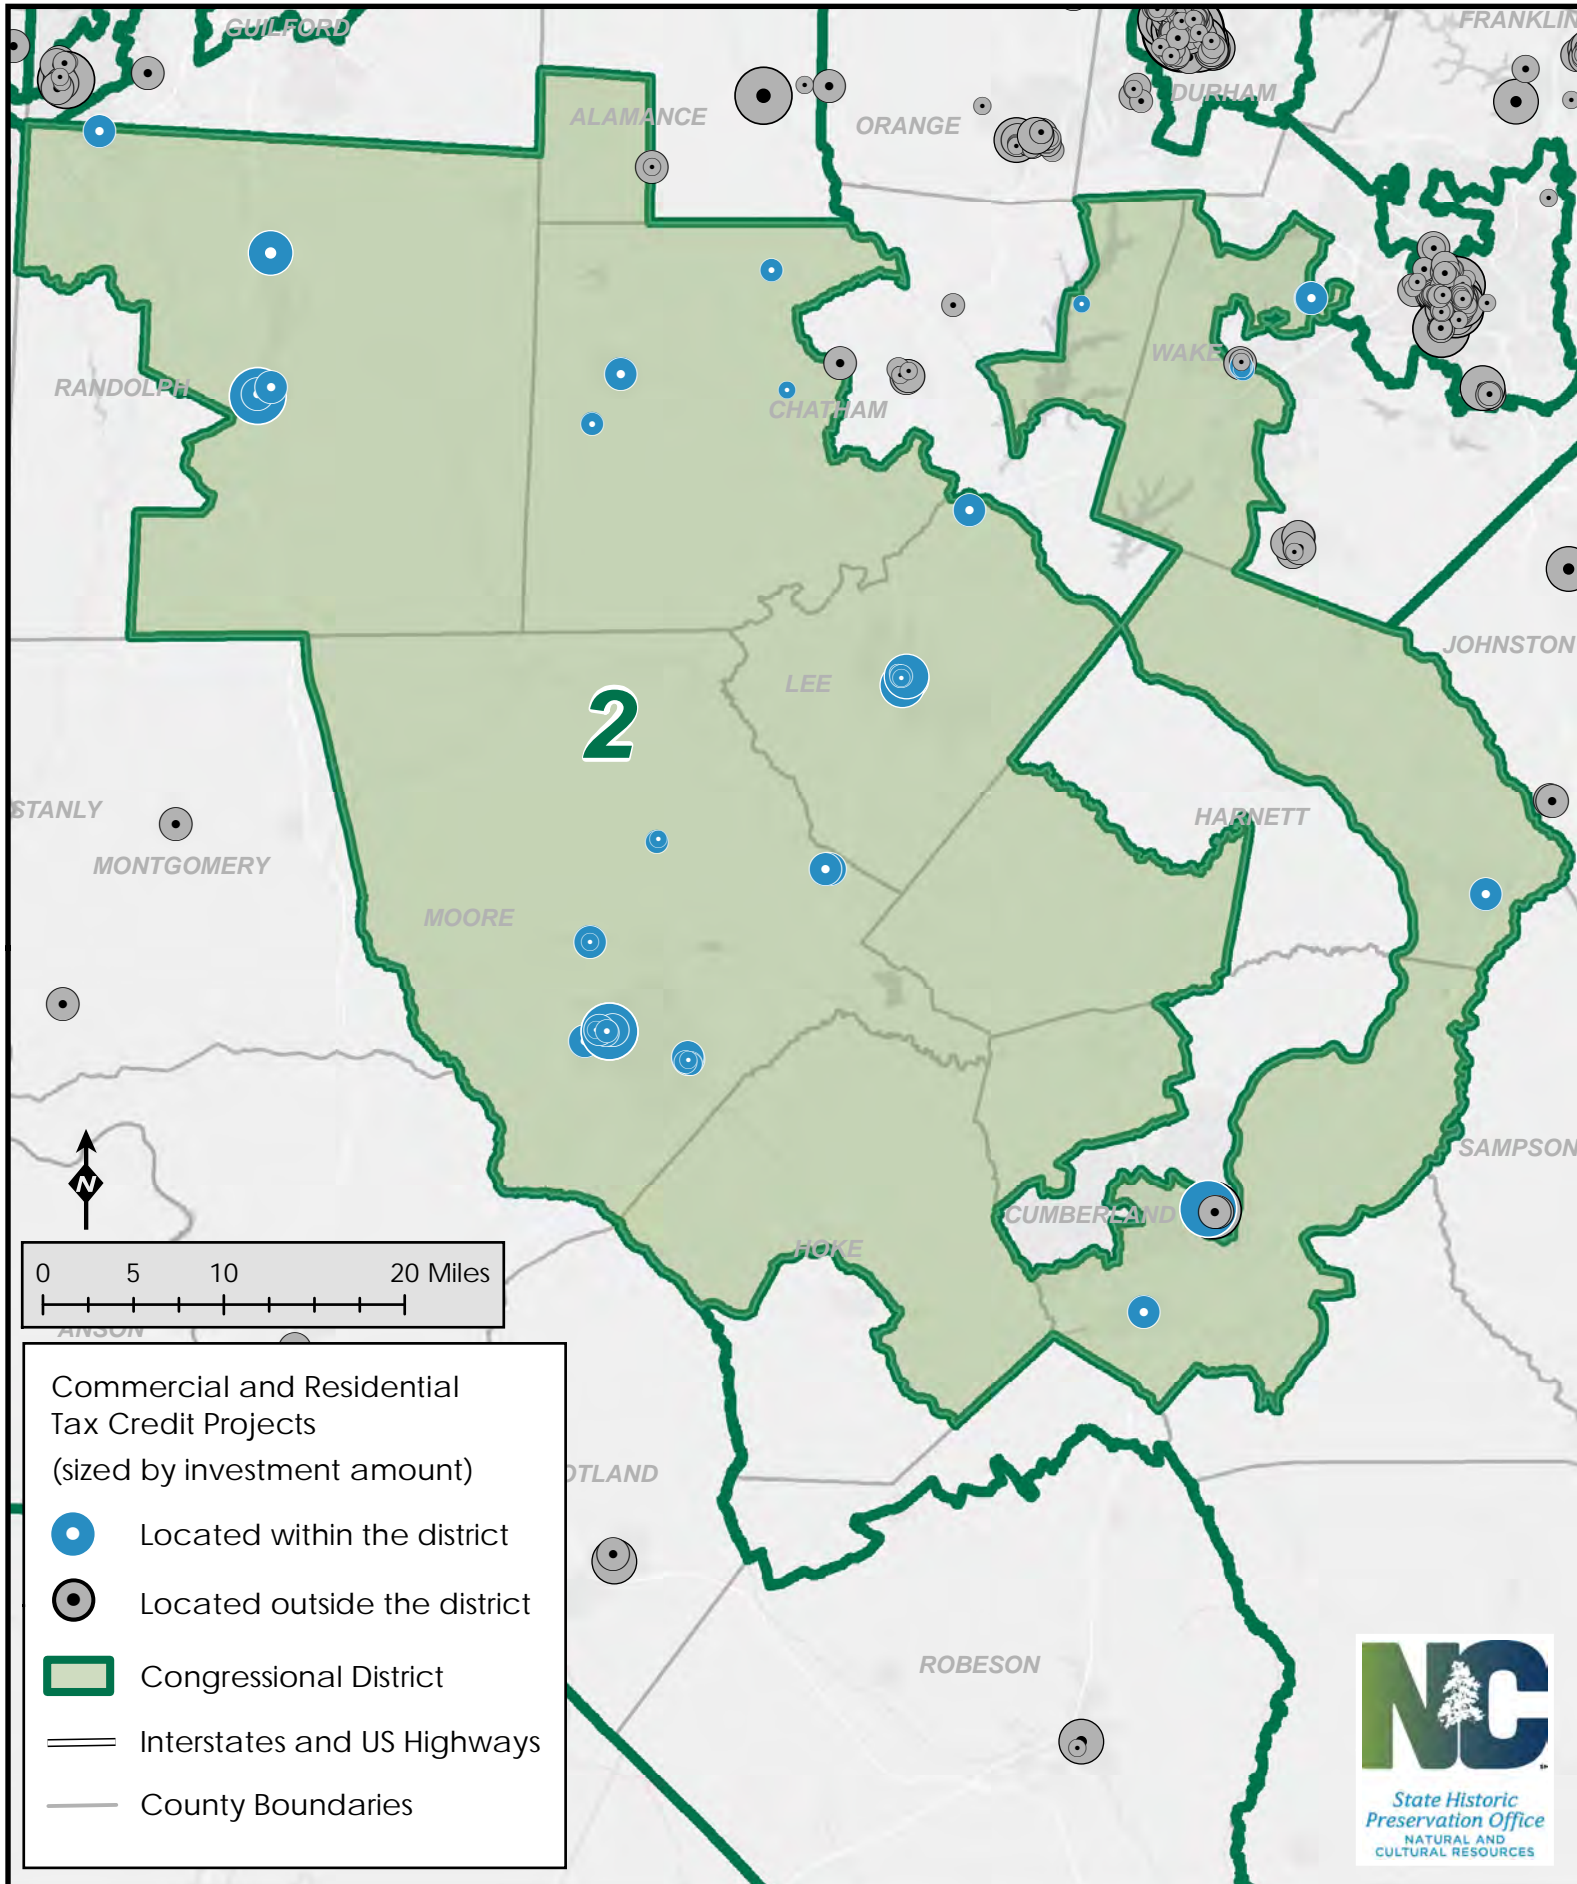 GUILFORD
FRANKLIN
DURHAM
ALAMANCE
ORANGE
WAKE
RANDOLPH
CHATHAM
JOHNSTON
LEE
2
STANLY
HARNETT
MONTGOMERY
MOORE
SAMPSON
N
CUMBERLAND
HOKE
0 5 10 20 Miles
ANSON
Commercial and Residential
Tax Credit Projects
(sized by investment amount)
Located within the district
Located outside the district
Congressional District
Interstates and US Highways
County Boundaries
OTLAND
ROBESON
NC
State Historic
Preservation Office
NATURAL AND
CULTURAL RESOURCES